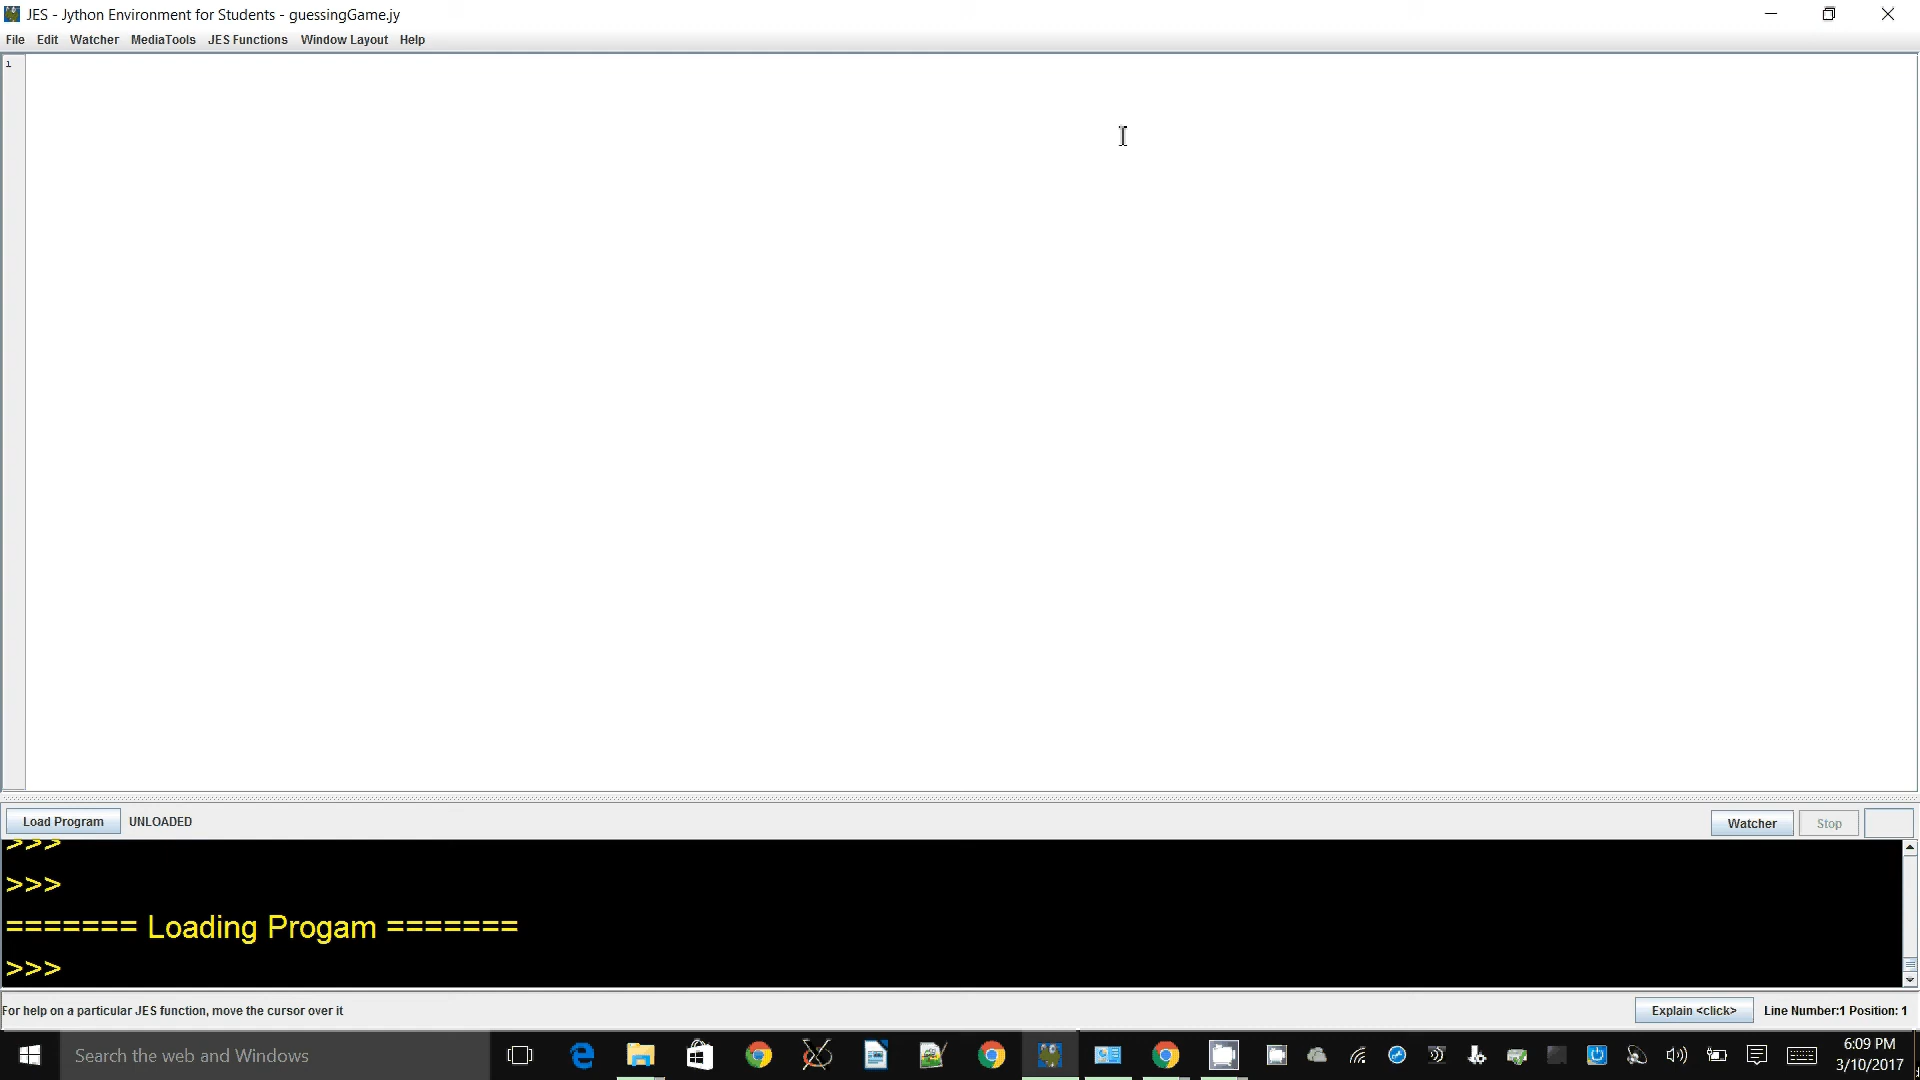 JES - Jython Environment for Students - guessingGame.jy
File Edit Watcher MediaTools JES Functions Window Layout Help
1
Load Program UNLOADED Watcher Stop
>>>
>>>
======= Loading Progam =======
>>>
For help on a particular JES function, move the cursor over it Explain <click> Line Number:1 Position: 1
Search the web and Windows
6:09 PM
3/10/2017